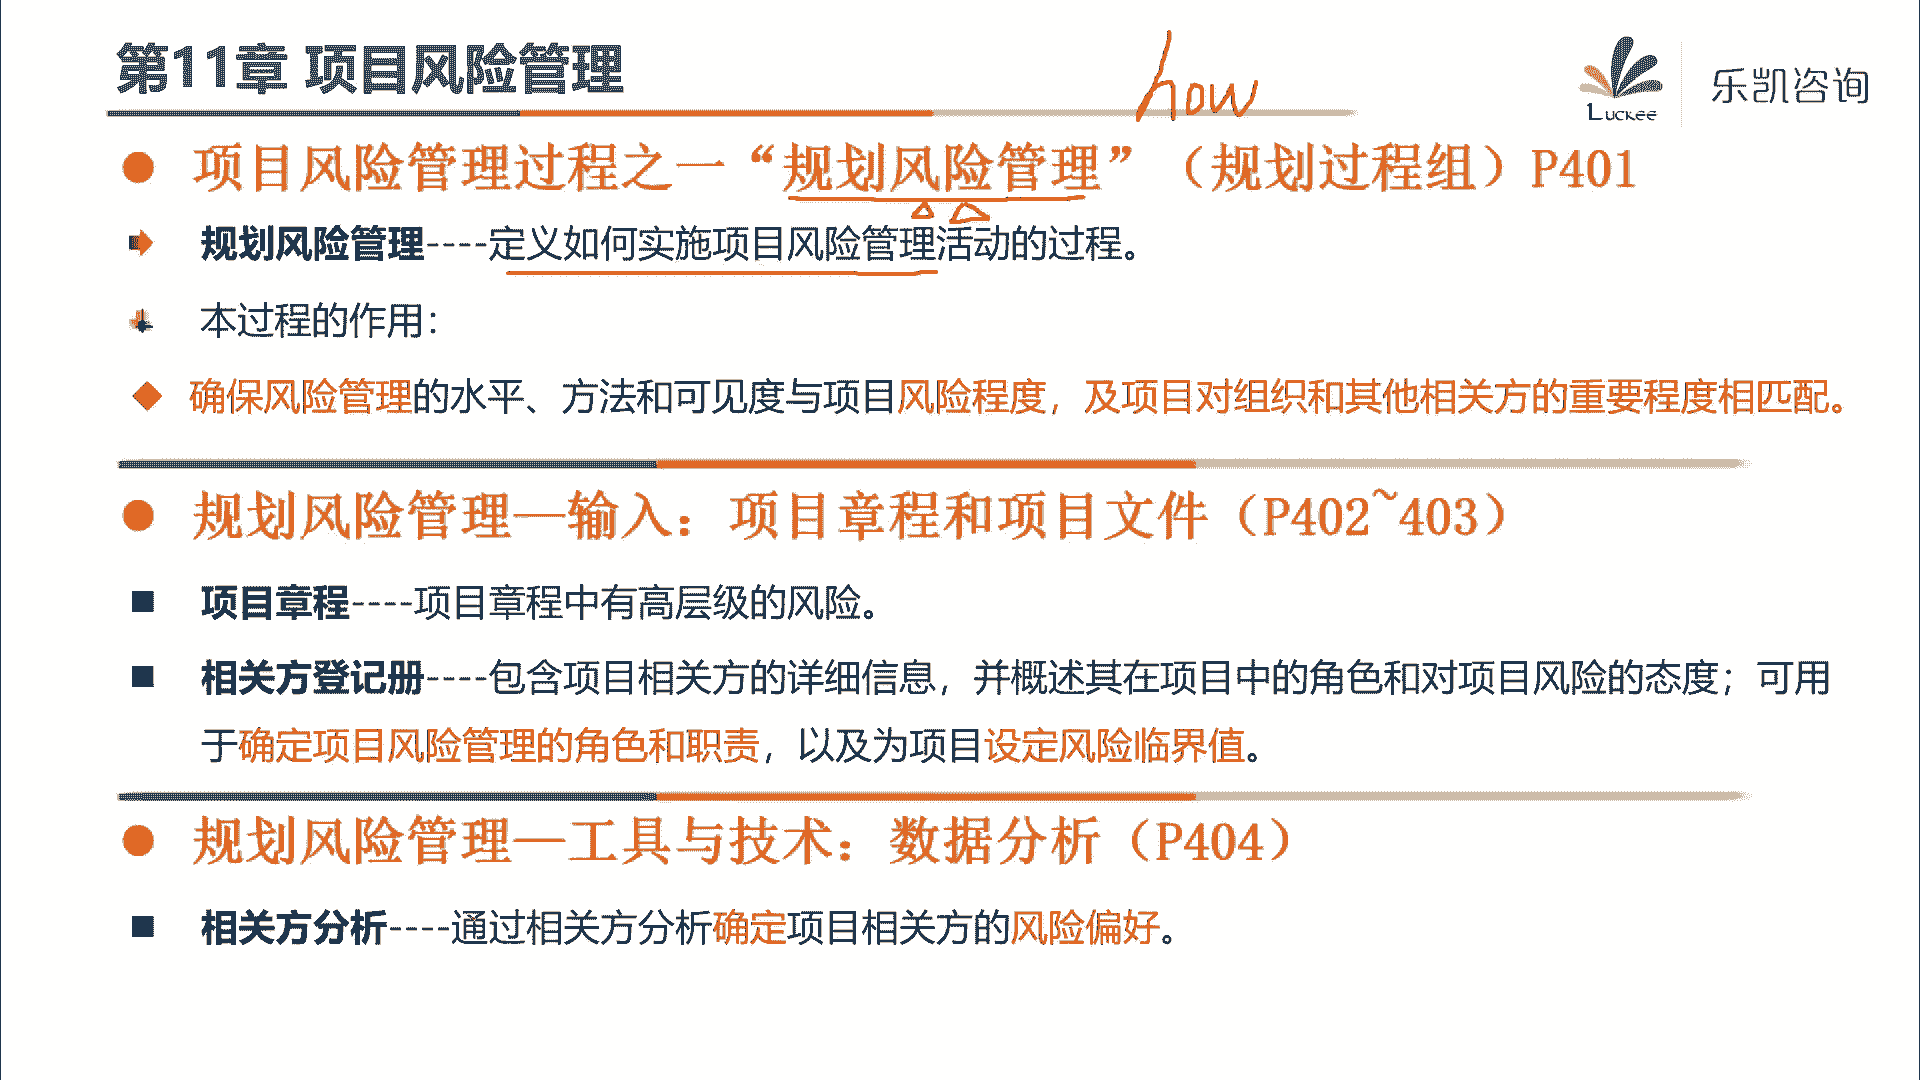 第11章 项目风险管理
how
Luckee
乐凯咨询
项目风险管理过程之一“规划风险管理”（规划过程组）P401
规划风险管理----定义如何实施项目风险管理活动的过程。
本过程的作用：
确保风险管理的水平、方法和可见度与项目风险程度，及项目对组织和其他相关方的重要程度相匹配。
规划风险管理—输入：项目章程和项目文件（P402~403）
项目章程----项目章程中有高层级的风险。
相关方登记册----包含项目相关方的详细信息，并概述其在项目中的角色和对项目风险的态度；可用
于确定项目风险管理的角色和职责，以及为项目设定风险临界值。
规划风险管理—工具与技术：数据分析（P404）
相关方分析----通过相关方分析确定项目相关方的风险偏好。